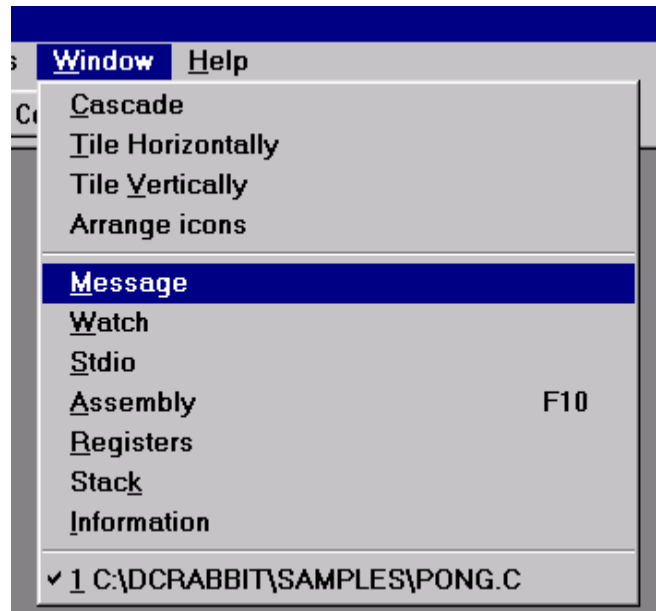 s Window Help
Co
Cascade
Tile Horizontally
Tile Vertically
Arrange icons
Message
Watch
Stdio
Assembly F10
Registers
Stack
Information
✓ 1 C:\DCRABBIT\SAMPLES\PONG.C